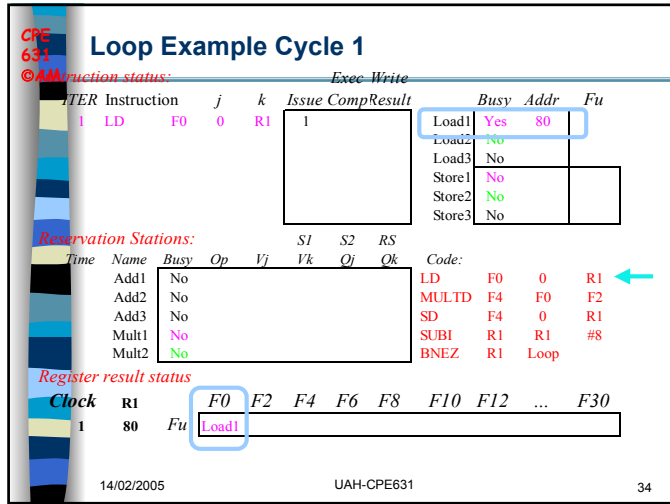 CPE
631
©AM
Loop Example Cycle 1
Instruction status: Exec Write
ITER Instruction j k Issue Comp Result Busy Addr Fu
1 LD F0 0 R1 1 Load1 Yes 80
Load2 No
Load3 No
Store1 No
Store2 No
Store3 No
Reservation Stations: S1 S2 RS
Time Name Busy Op Vj Vk Qj Qk Code:
Add1 No LD F0 0 R1
Add2 No MULTD F4 F0 F2
Add3 No SD F4 0 R1
Mult1 No SUBI R1 R1 #8
Mult2 No BNEZ R1 Loop
Register result status
Clock R1 F0 F2 F4 F6 F8 F10 F12 ... F30
1 80 Fu Load1
14/02/2005 UAH-CPE631 34